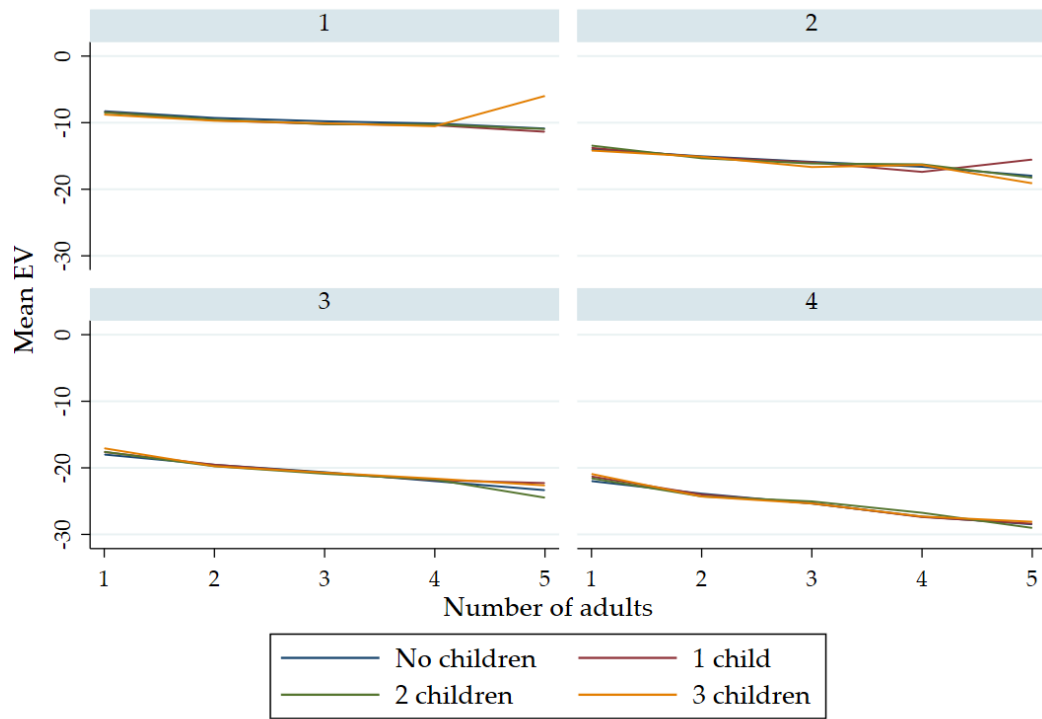 1
2
0
-10
-20
-30
3
4
0
-10
-20
-30
Mean EV
1 2 3 4 5
1 2 3 4 5
Number of adults
No children
1 child
2 children
3 children